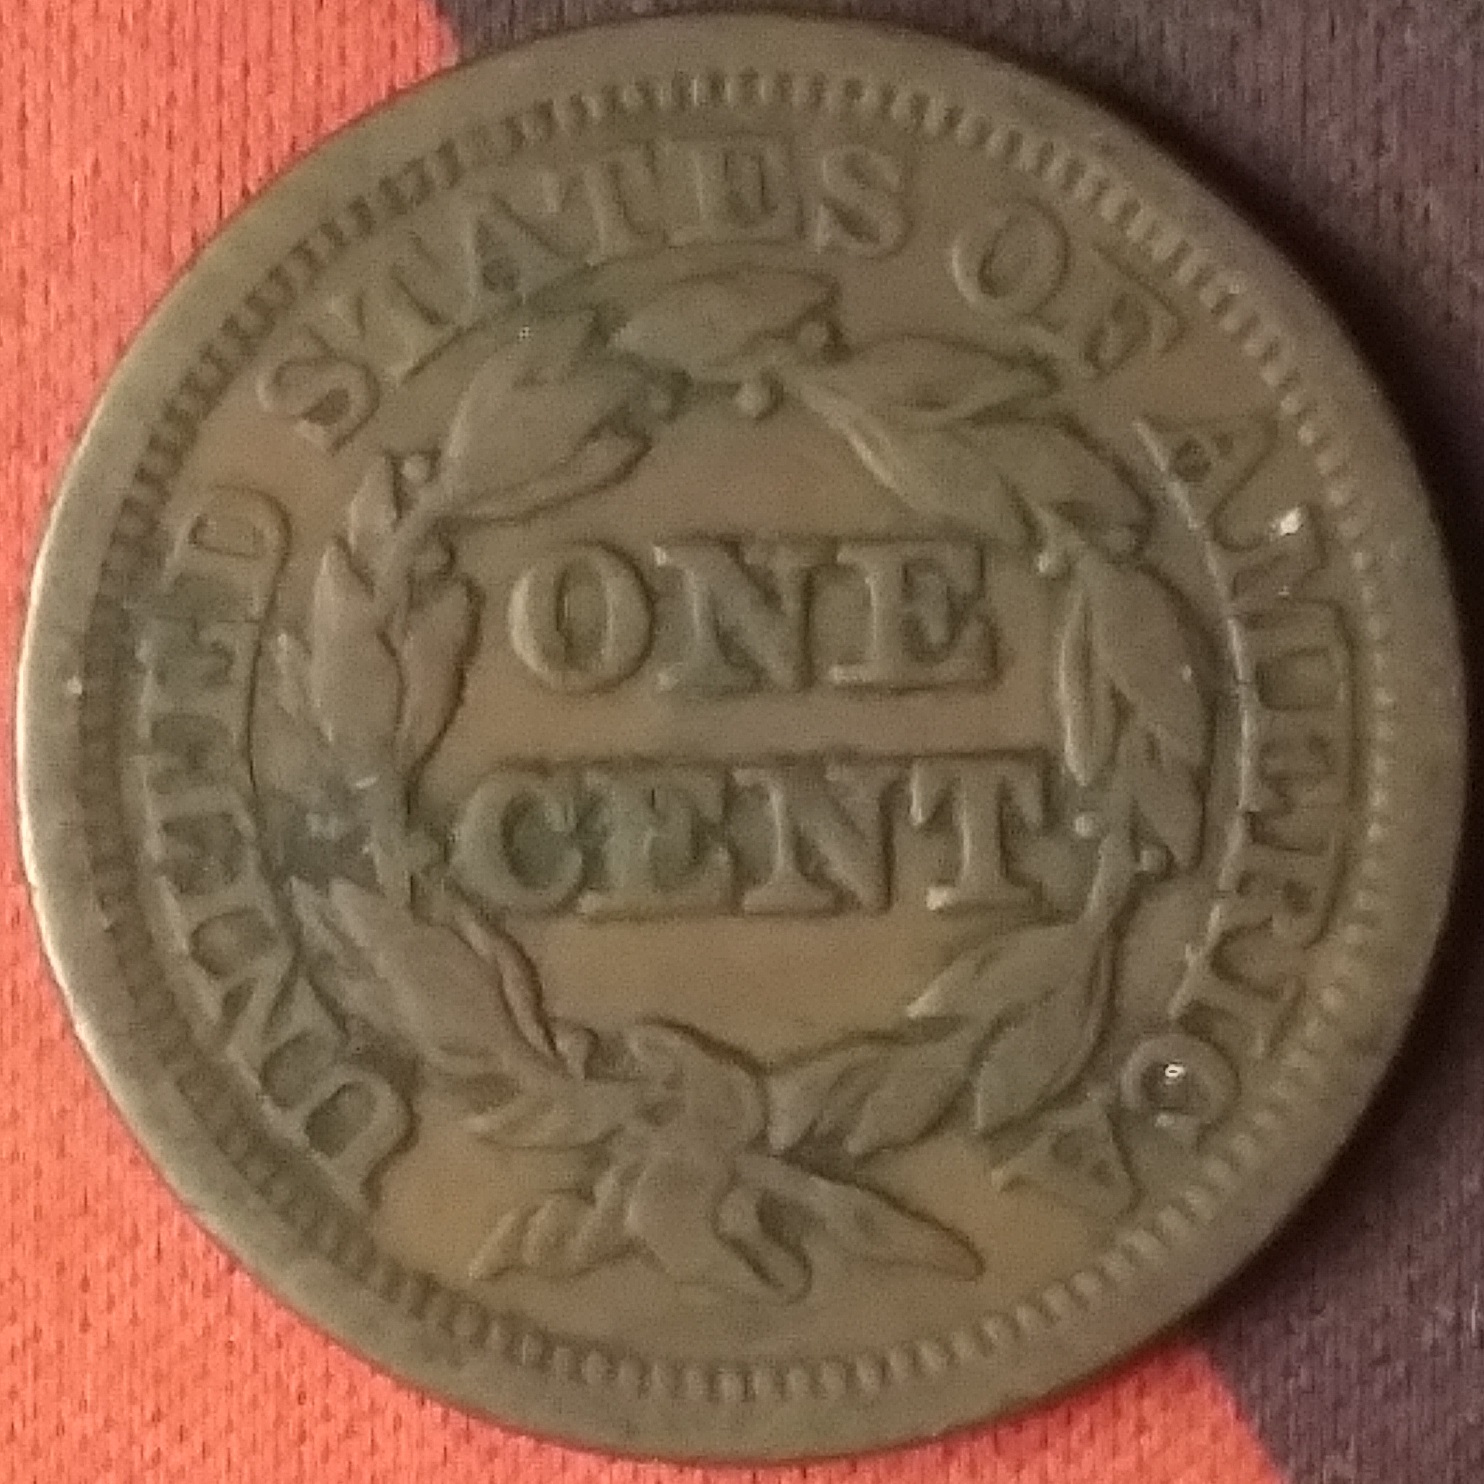 UNITED STATES OF AMERICA
ONE
CENT